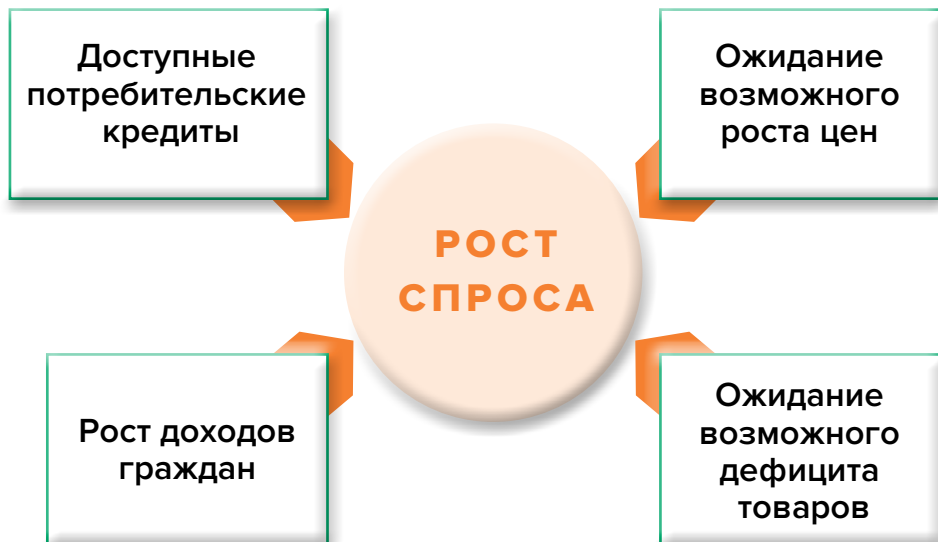 Доступные
потребительские
кредиты
Ожидание
возможного
роста цен
РОСТ
СПРОСА
Рост доходов
граждан
Ожидание
возможного
дефицита
товаров